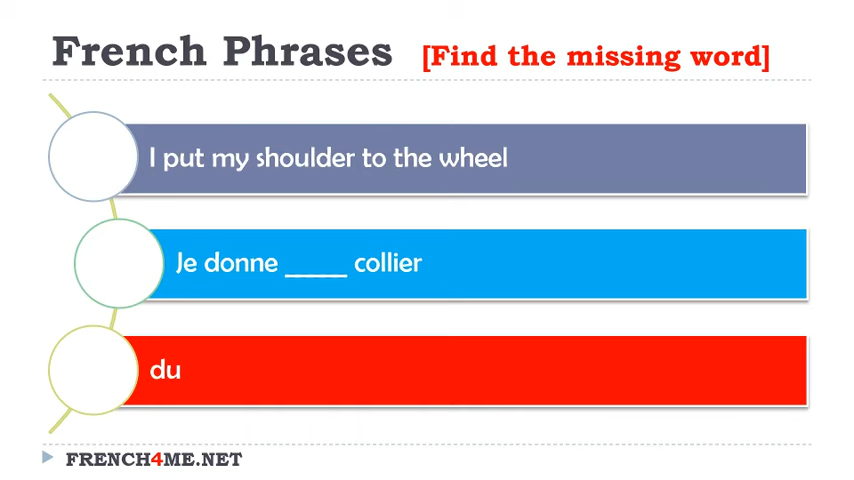 French Phrases [Find the missing word]
I put my shoulder to the wheel
Je donne _____ collier
du
FRENCH4ME.NET